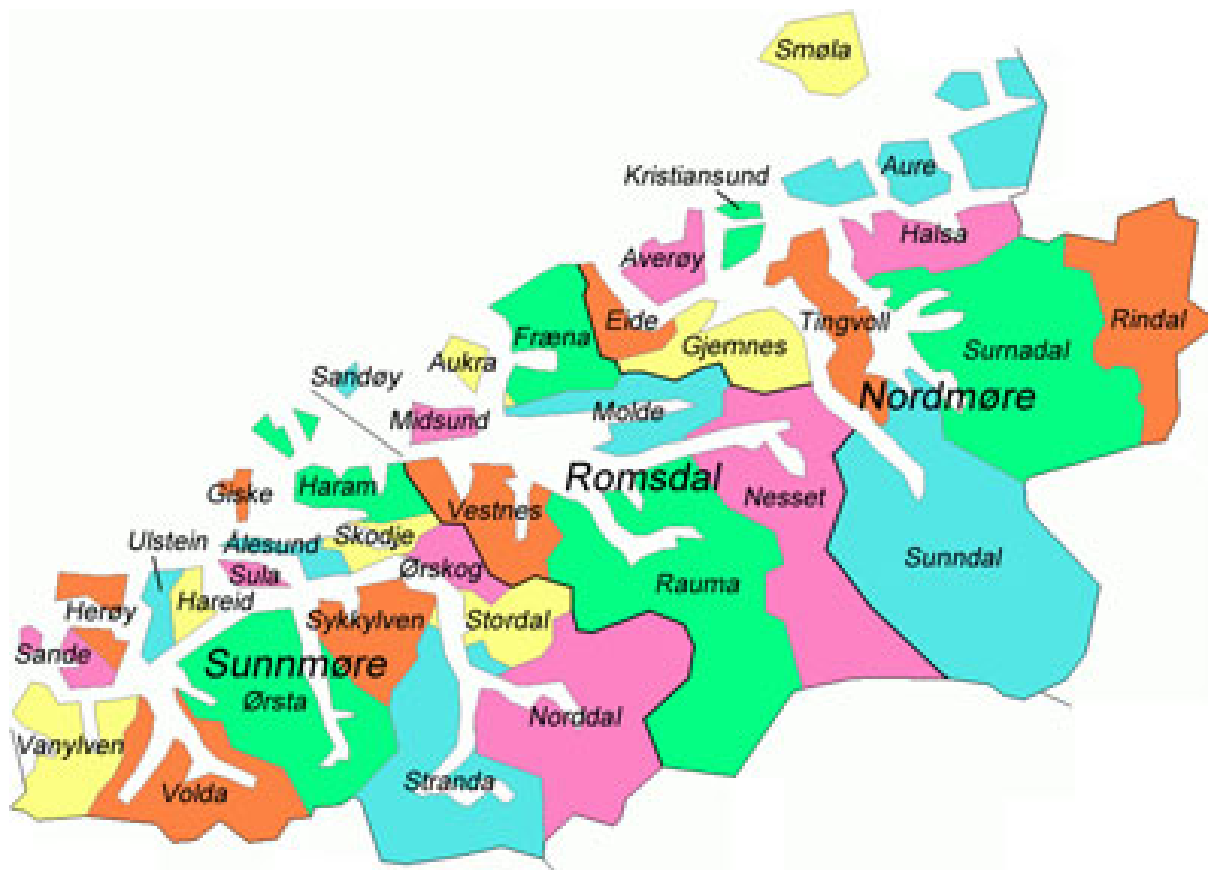 Smøla
Aure
Kristiansund
Halsa
Averøy
Eide
Tingvoll
Rindal
Fræna
Gjemnes
Surnadal
Aukra
Sandøy
Nordmøre
Midsund
Molde
Romsdal
Haram
Giske
Nesset
Vestnes
Skodje
Ulstein
Ålesund
Sunndal
Ørskog
Sula
Rauma
Hareid
Herøy
Sykkylven
Stordal
Sande
Sunnmøre
Ørsta
Norddal
Vanylven
Stranda
Volda